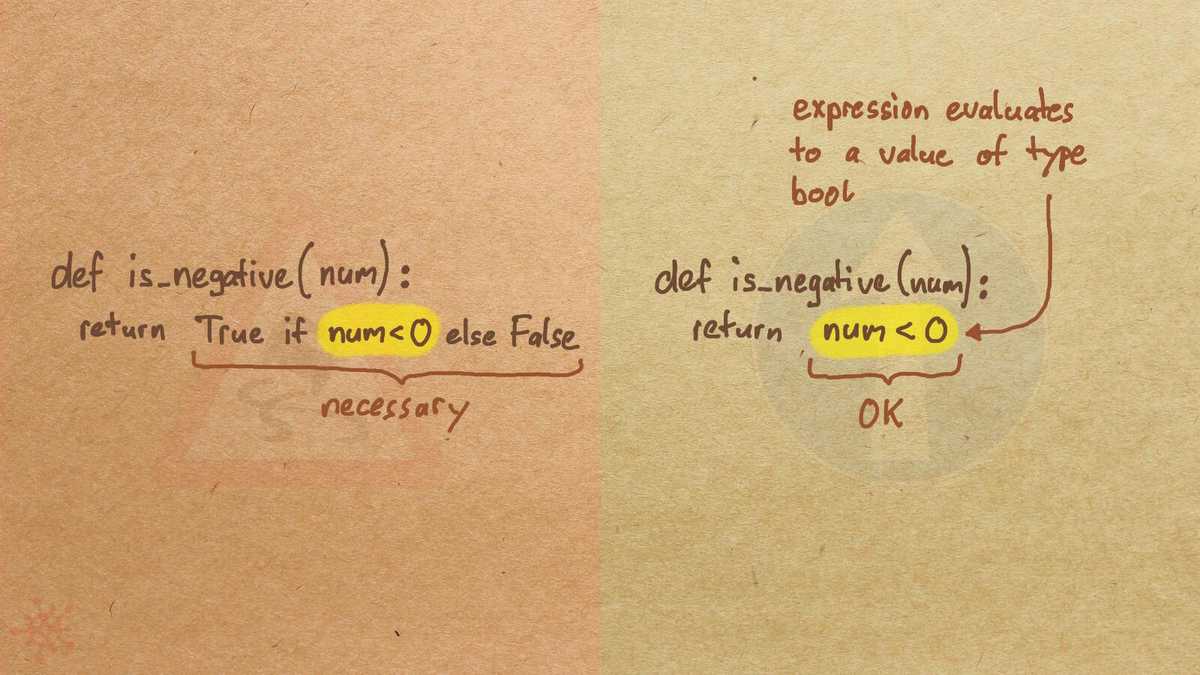 def is_negative(num):
return True if num<0 else False
necessary
expression evaluates
to a value of type
bool
def is_negative(num):
return num<0
OK